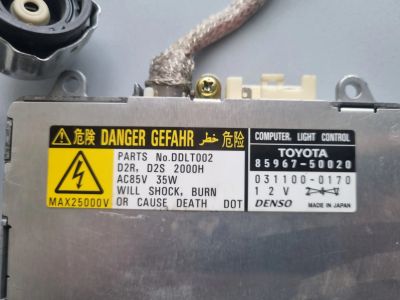 危険 DANGER GEFAHR خطر 危险
PARTS No.DDLT002
D2R, D2S 2000H
AC85V 35W
WILL SHOCK, BURN
OR CAUSE DEATH DOT
MAX25000V
COMPUTER, LIGHT CONTROL
TOYOTA
85967-50020
031100-0170
12V
DENSO MADE IN JAPAN